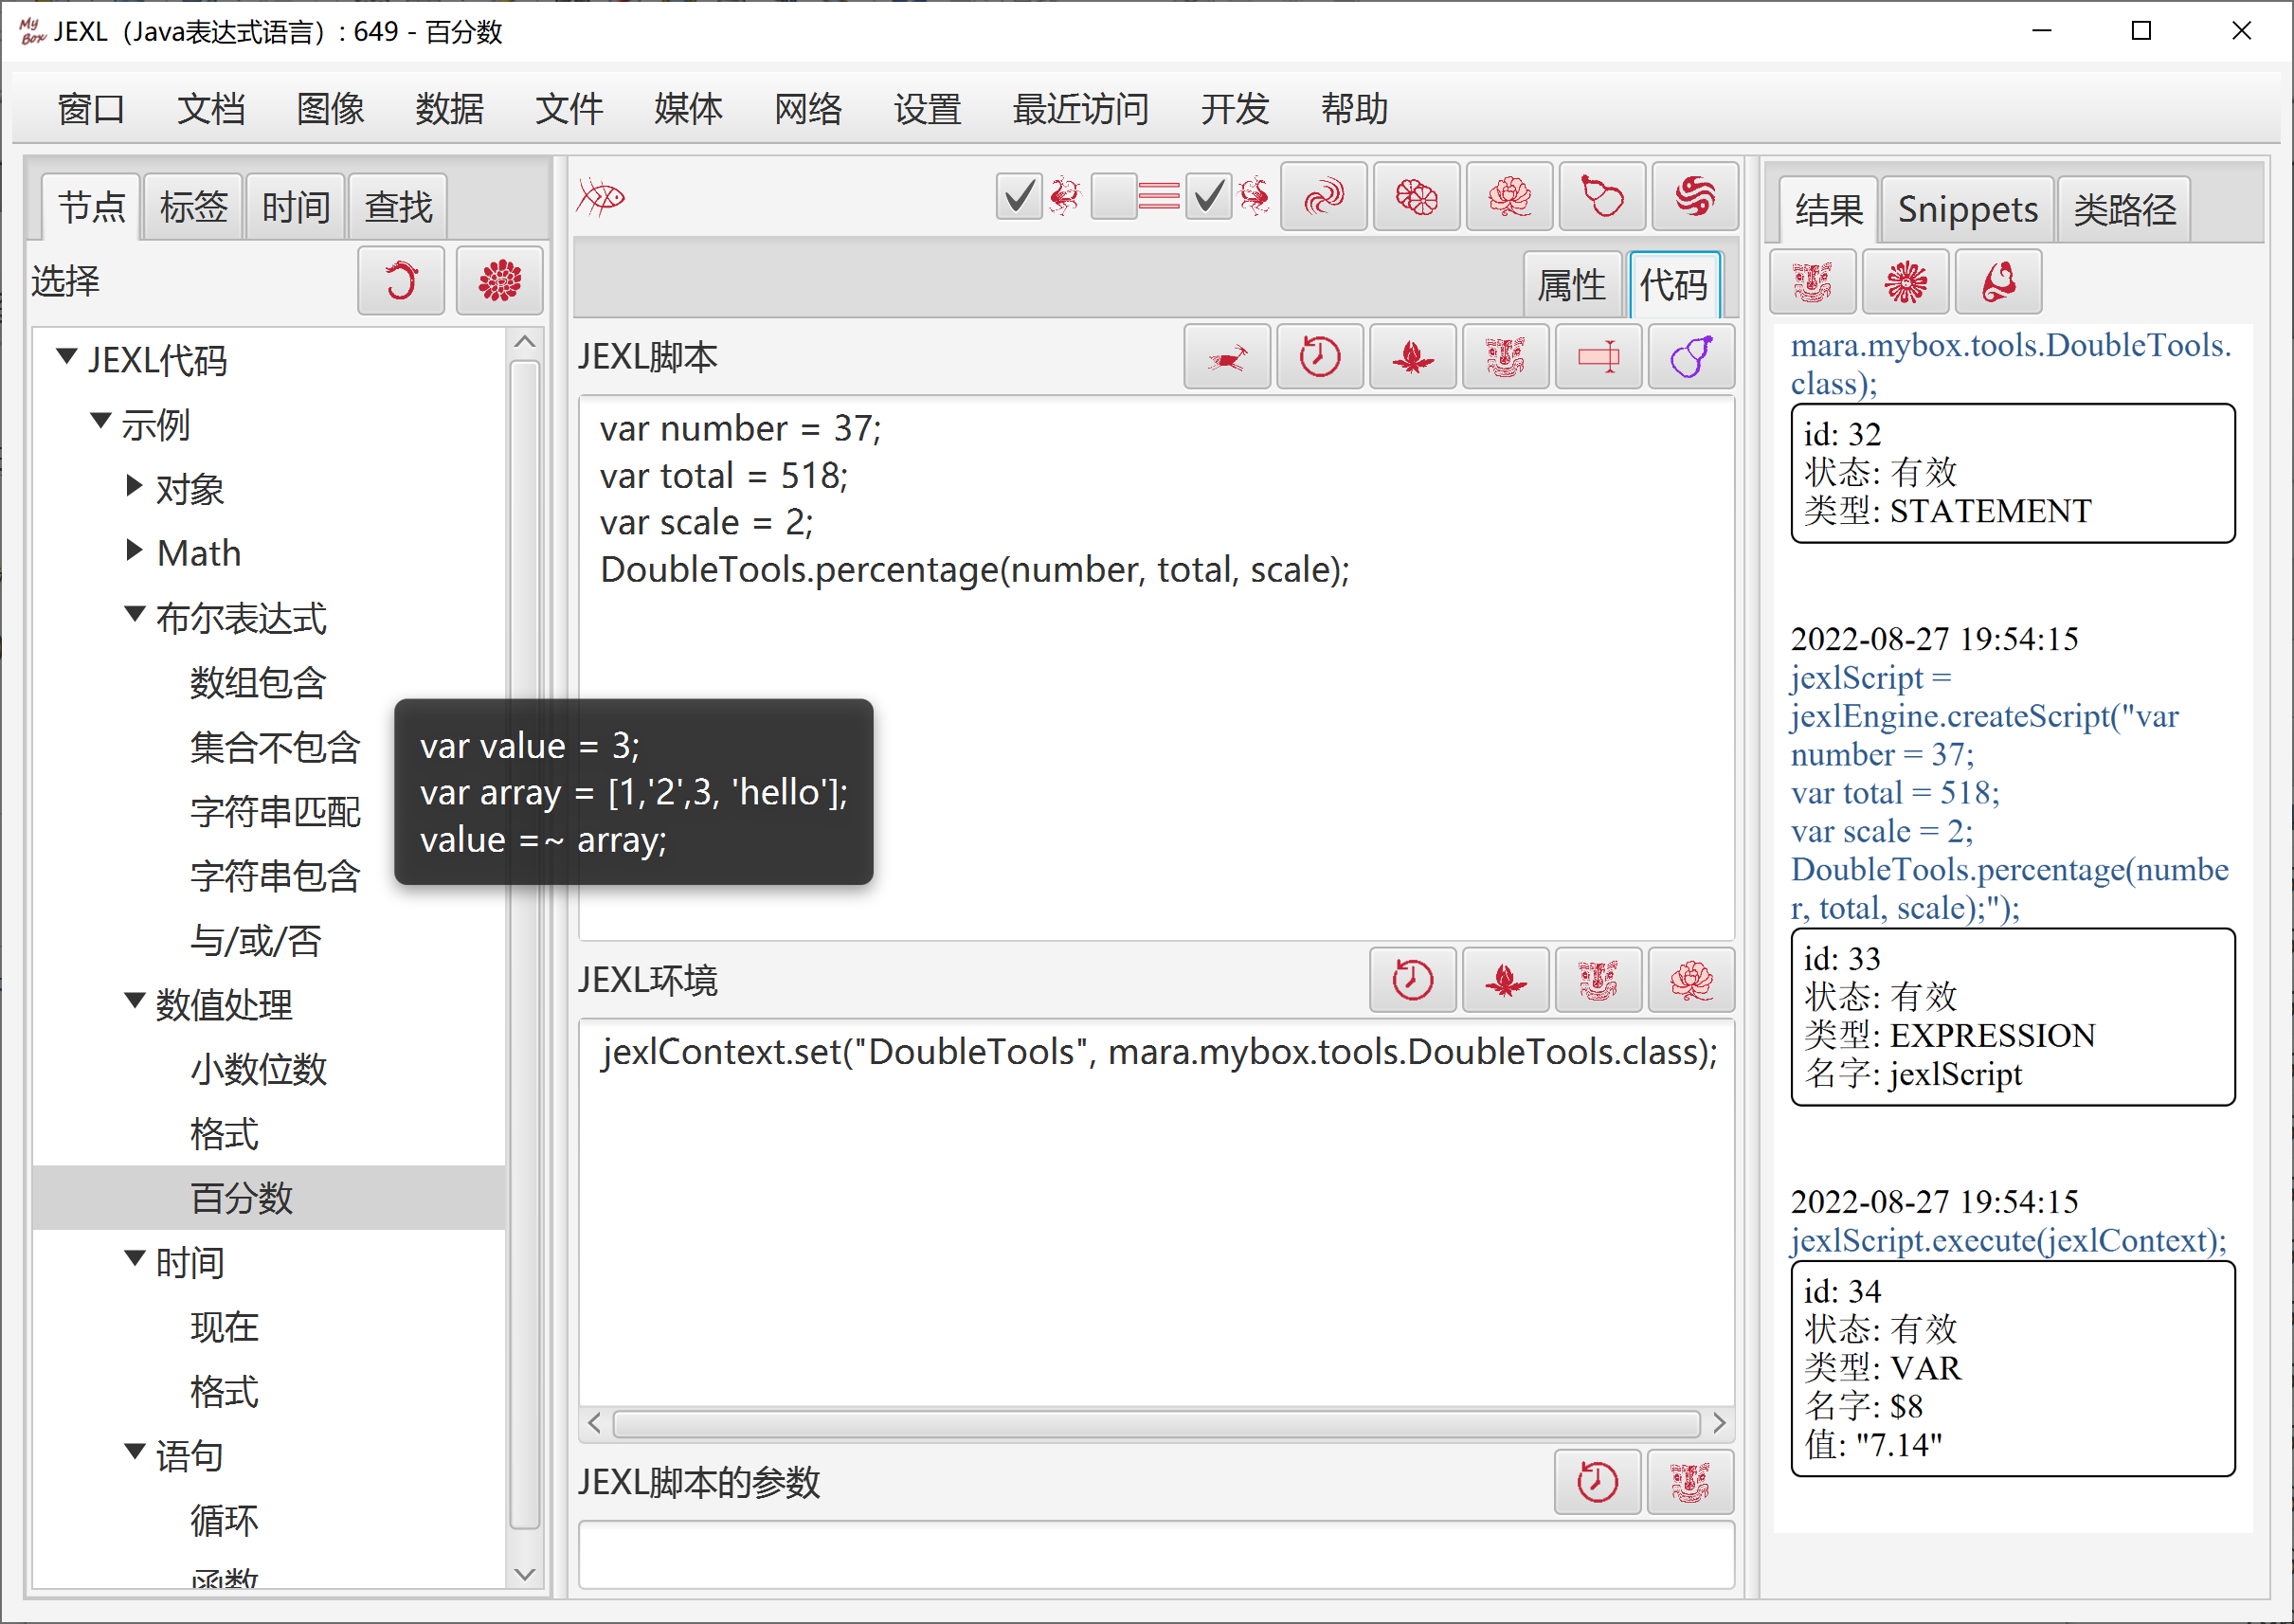 My Box JEXL（Java表达式语言）: 649 - 百分数
窗口 文档 图像 数据 文件 媒体 网络 设置 最近访问 开发 帮助
节点 标签 时间 查找
选择
JEXL代码
示例
对象
Math
布尔表达式
数组包含
集合不包含
字符串匹配
字符串包含
与/或/否
数值处理
小数位数
格式
百分数
时间
现在
格式
语句
循环
函数
var value = 3;
var array = [1,'2',3, 'hello'];
value =~ array;
属性 代码
JEXL脚本
var number = 37;
var total = 518;
var scale = 2;
DoubleTools.percentage(number, total, scale);
JEXL环境
jexlContext.set("DoubleTools", mara.mybox.tools.DoubleTools.class);
JEXL脚本的参数
结果 Snippets 类路径
mara.mybox.tools.DoubleTools.
class);
id: 32
状态: 有效
类型: STATEMENT
2022-08-27 19:54:15
jexlScript =
jexlEngine.createScript("var
number = 37;
var total = 518;
var scale = 2;
DoubleTools.percentage(numbe
r, total, scale);");
id: 33
状态: 有效
类型: EXPRESSION
名字: jexlScript
2022-08-27 19:54:15
jexlScript.execute(jexlContext);
id: 34
状态: 有效
类型: VAR
名字: $8
值: "7.14"